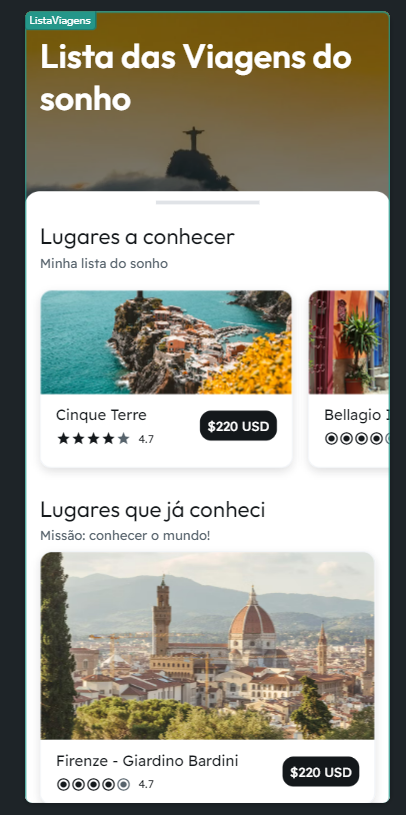 ListaViagens
Lista das Viagens do
sonho
Lugares a conhecer
Minha lista do sonho
Cinque Terre
4.7
$220 USD
Bellagio
Lugares que já conheci
Missão: conhecer o mundo!
Firenze - Giardino Bardini
4.7
$220 USD